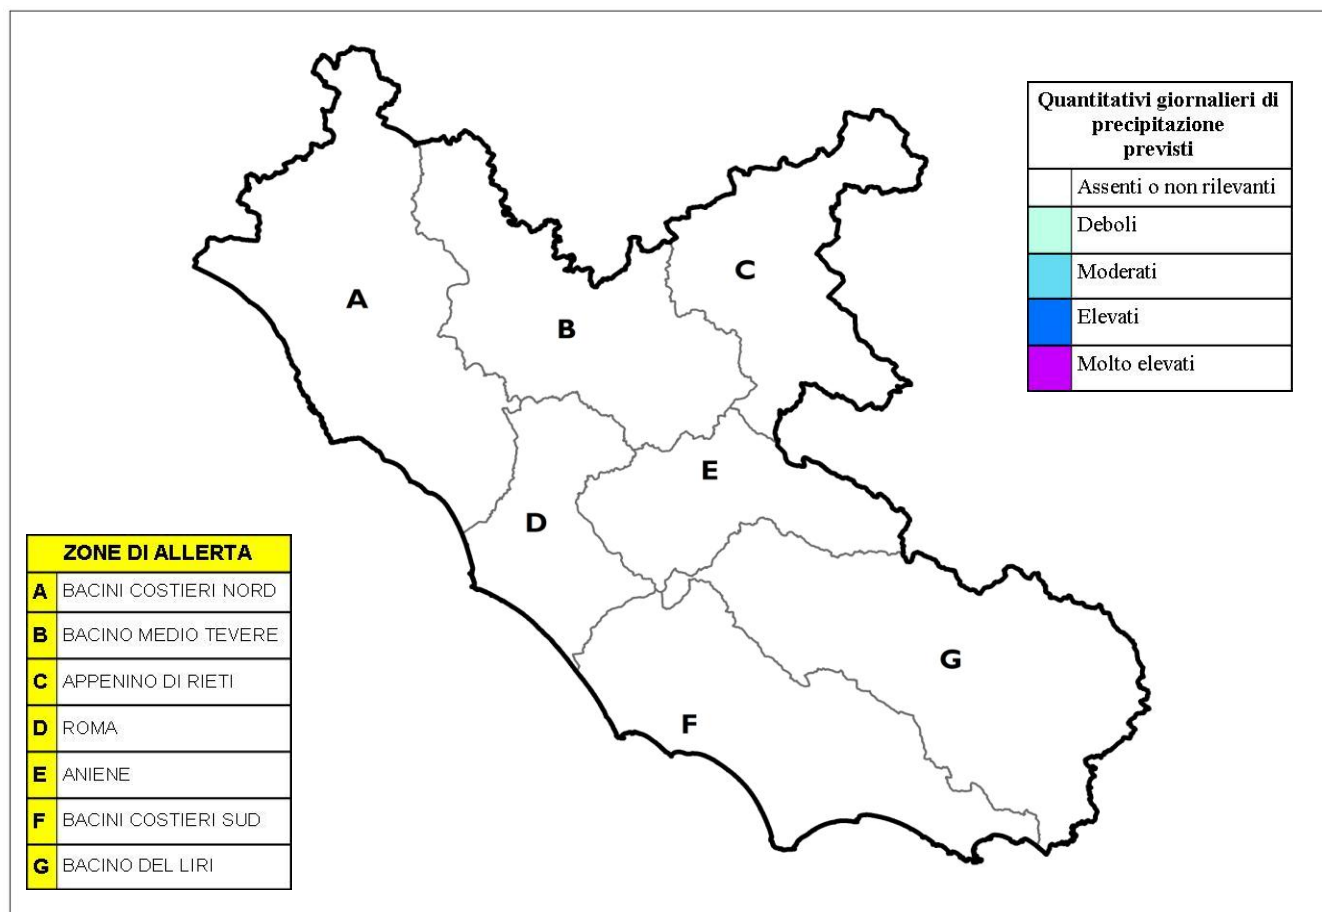 Quantitativi giornalieri di
precipitazione
previsti
Assenti o non rilevanti
Deboli
Moderati
Elevati
Molto elevati
A
B
C
D
E
F
G
ZONE DI ALLERTA
A BACINI COSTIERI NORD
B BACINO MEDIO TEVERE
C APPENINO DI RIETI
D ROMA
E ANIENE
F BACINI COSTIERI SUD
G BACINO DEL LIRI